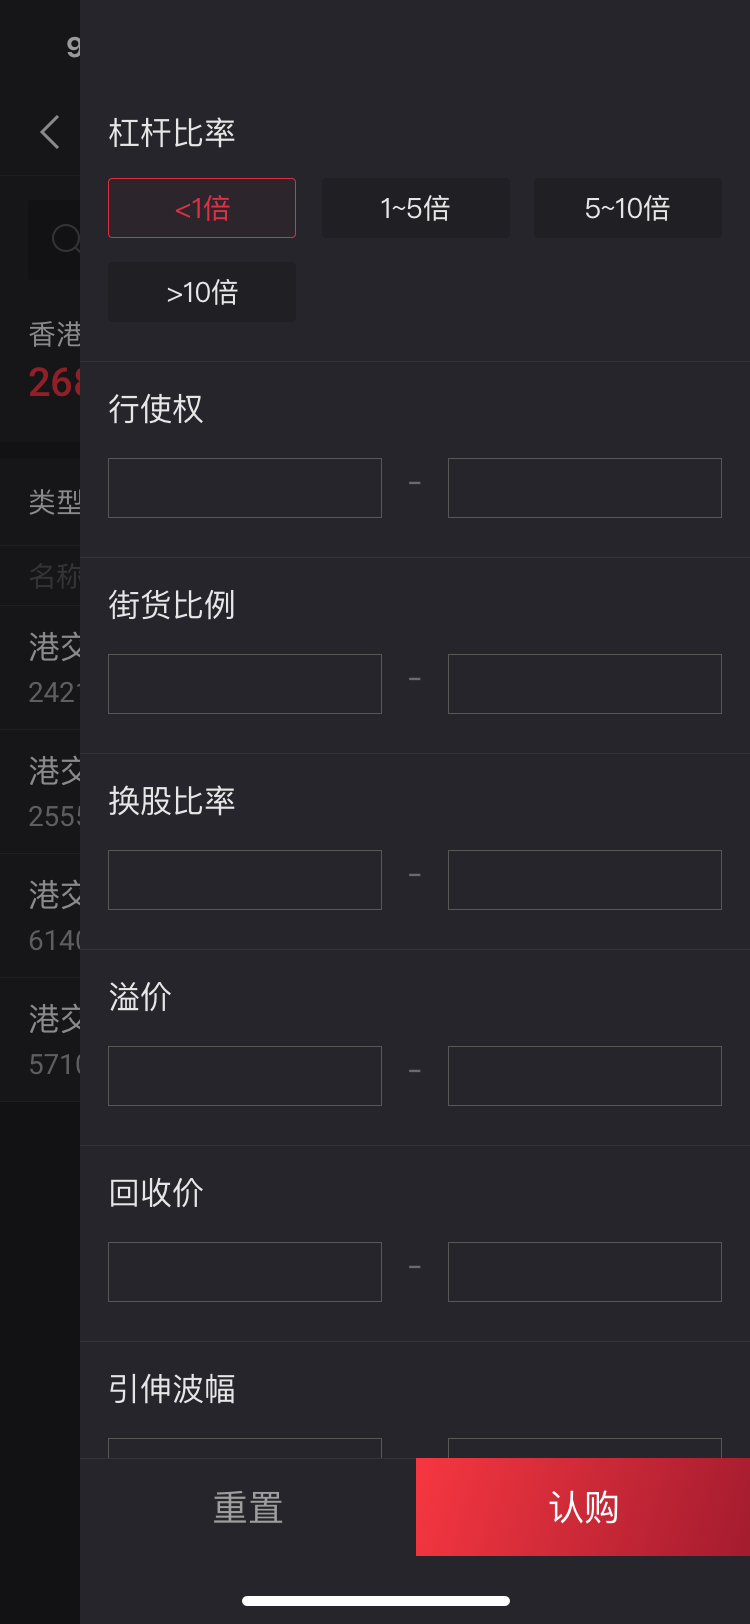 9
杠杆比率
<1倍
1~5倍
5~10倍
>10倍
香港
268
行使权
-
类型
名称
街货比例
-
港交
2421
港交
2555
换股比率
-
港交
6140
溢价
-
港交
5710
回收价
-
引伸波幅
重置
认购